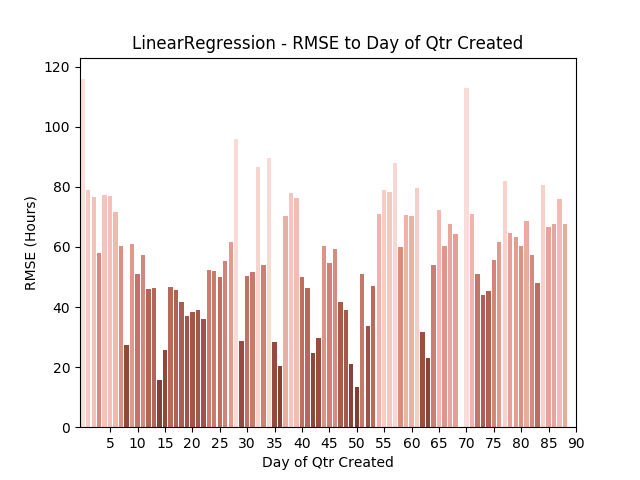 LinearRegression - RMSE to Day of Qtr Created
120
100
80
60
40
20
0
RMSE (Hours)
5 10 15 20 25 30 35 40 45 50 55 60 65 70 75 80 85 90
Day of Qtr Created